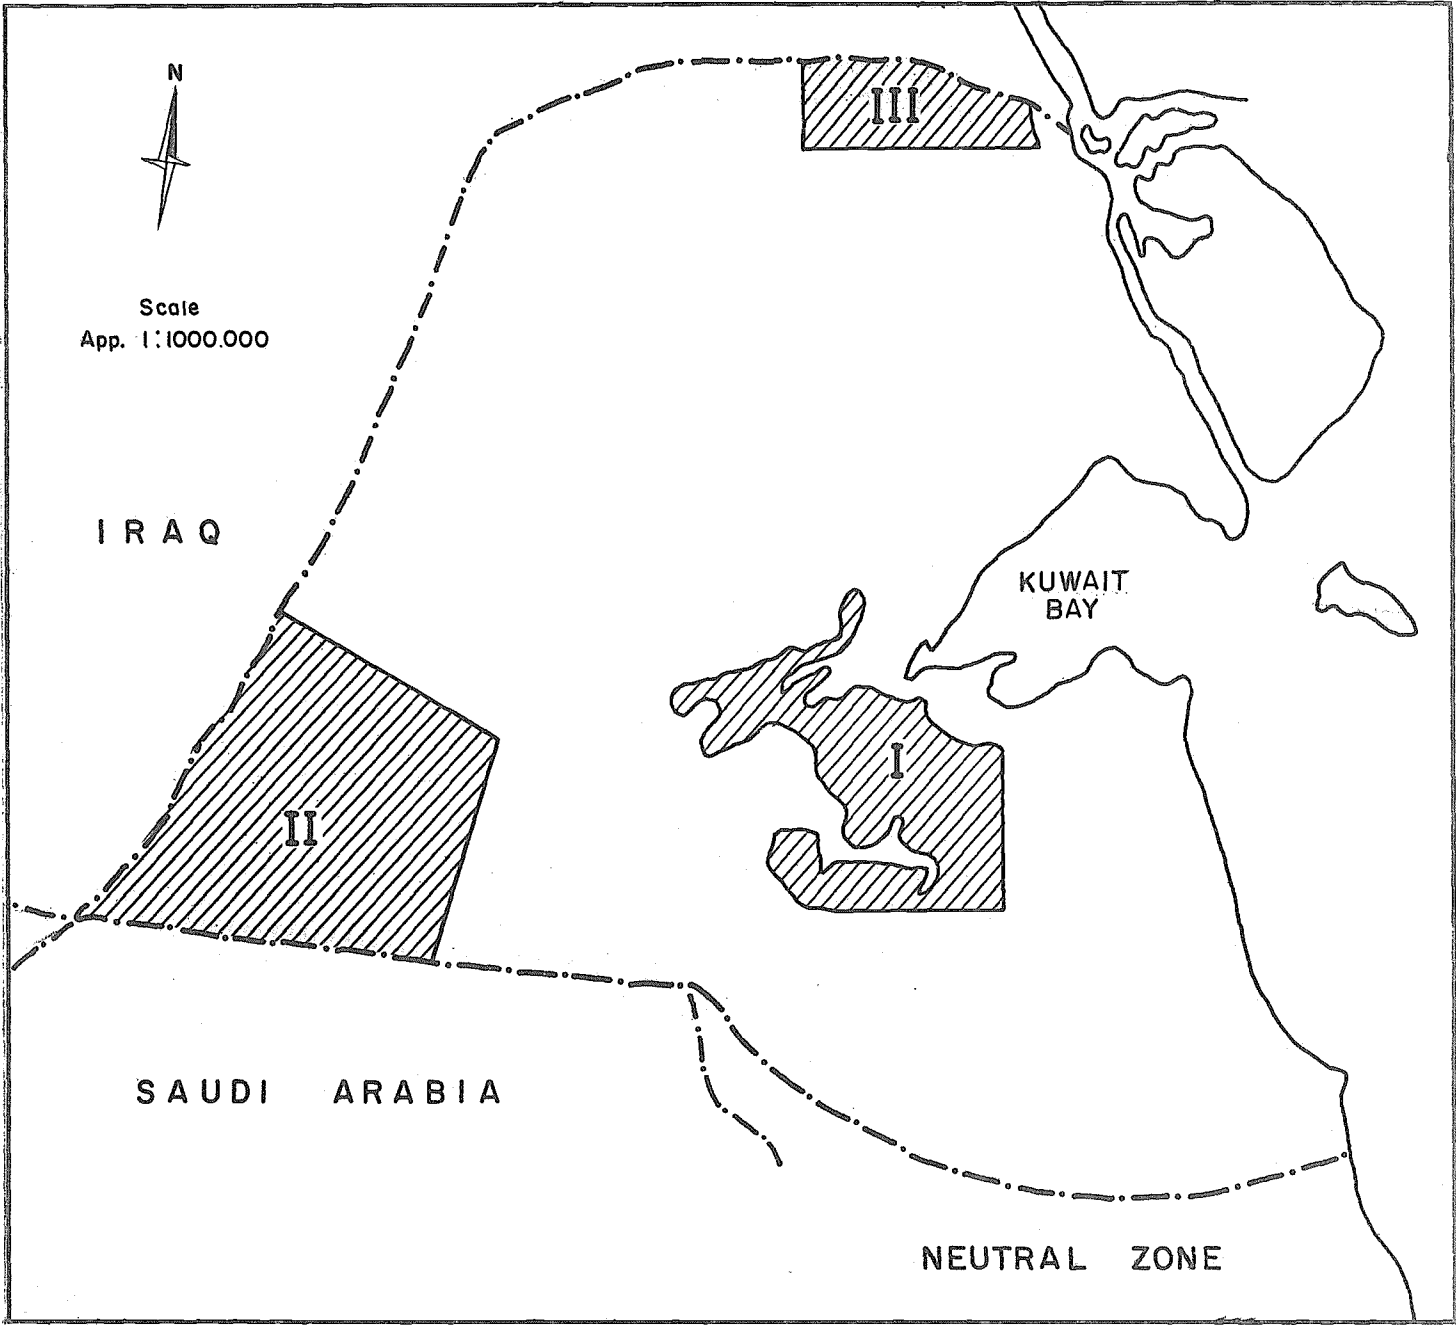 N
III
Scale
App. 1:1000.000
IRAQ
KUWAIT
BAY
I
II
SAUDI ARABIA
NEUTRAL ZONE